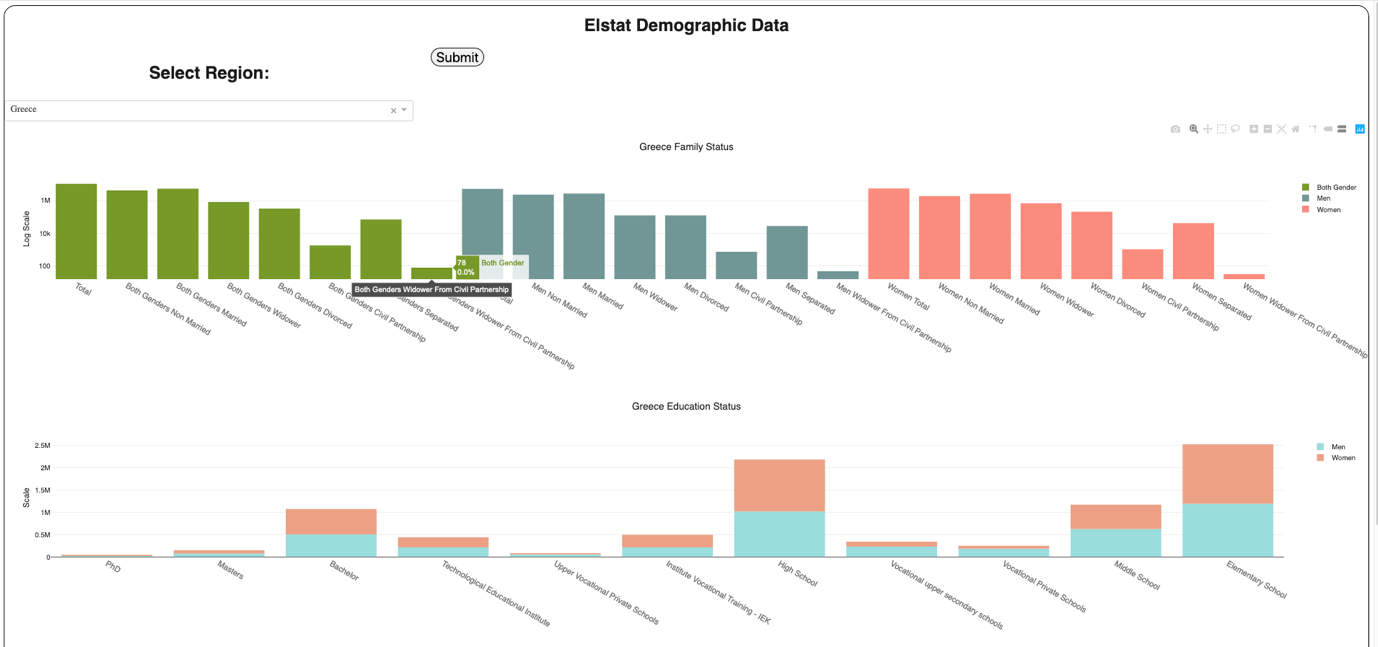 Elstat Demographic Data
Submit
Select Region:
Greece
Greece Family Status
Both Gender
Men
Women
Log Scale
1M
10k
100
78
0.0%
Both Gender
Both Genders Widower From Civil Partnership
Total
Both Genders Non Married
Both Genders Married
Both Genders Widower
Both Genders Divorced
Both Genders Civil Partnership
Separated
Widower From Civil Partnership
Men Non Married
Men Married
Men Widower
Men Divorced
Men Civil Partnership
Men Separated
Men Widower From Civil Partnership
Women Total
Women Non Married
Women Married
Women Widower
Women Divorced
Women Civil Partnership
Women Separated
Women Widower From Civil Partnership
Greece Education Status
Men
Women
Scale
2.5M
2M
1.5M
1M
0.5M
0
PhD
Masters
Bachelor
Technological Educational Institute
Upper Vocational Private Schools
Institute Vocational Training - IEK
High School
Vocational upper secondary schools
Vocational Private Schools
Middle School
Elementary School